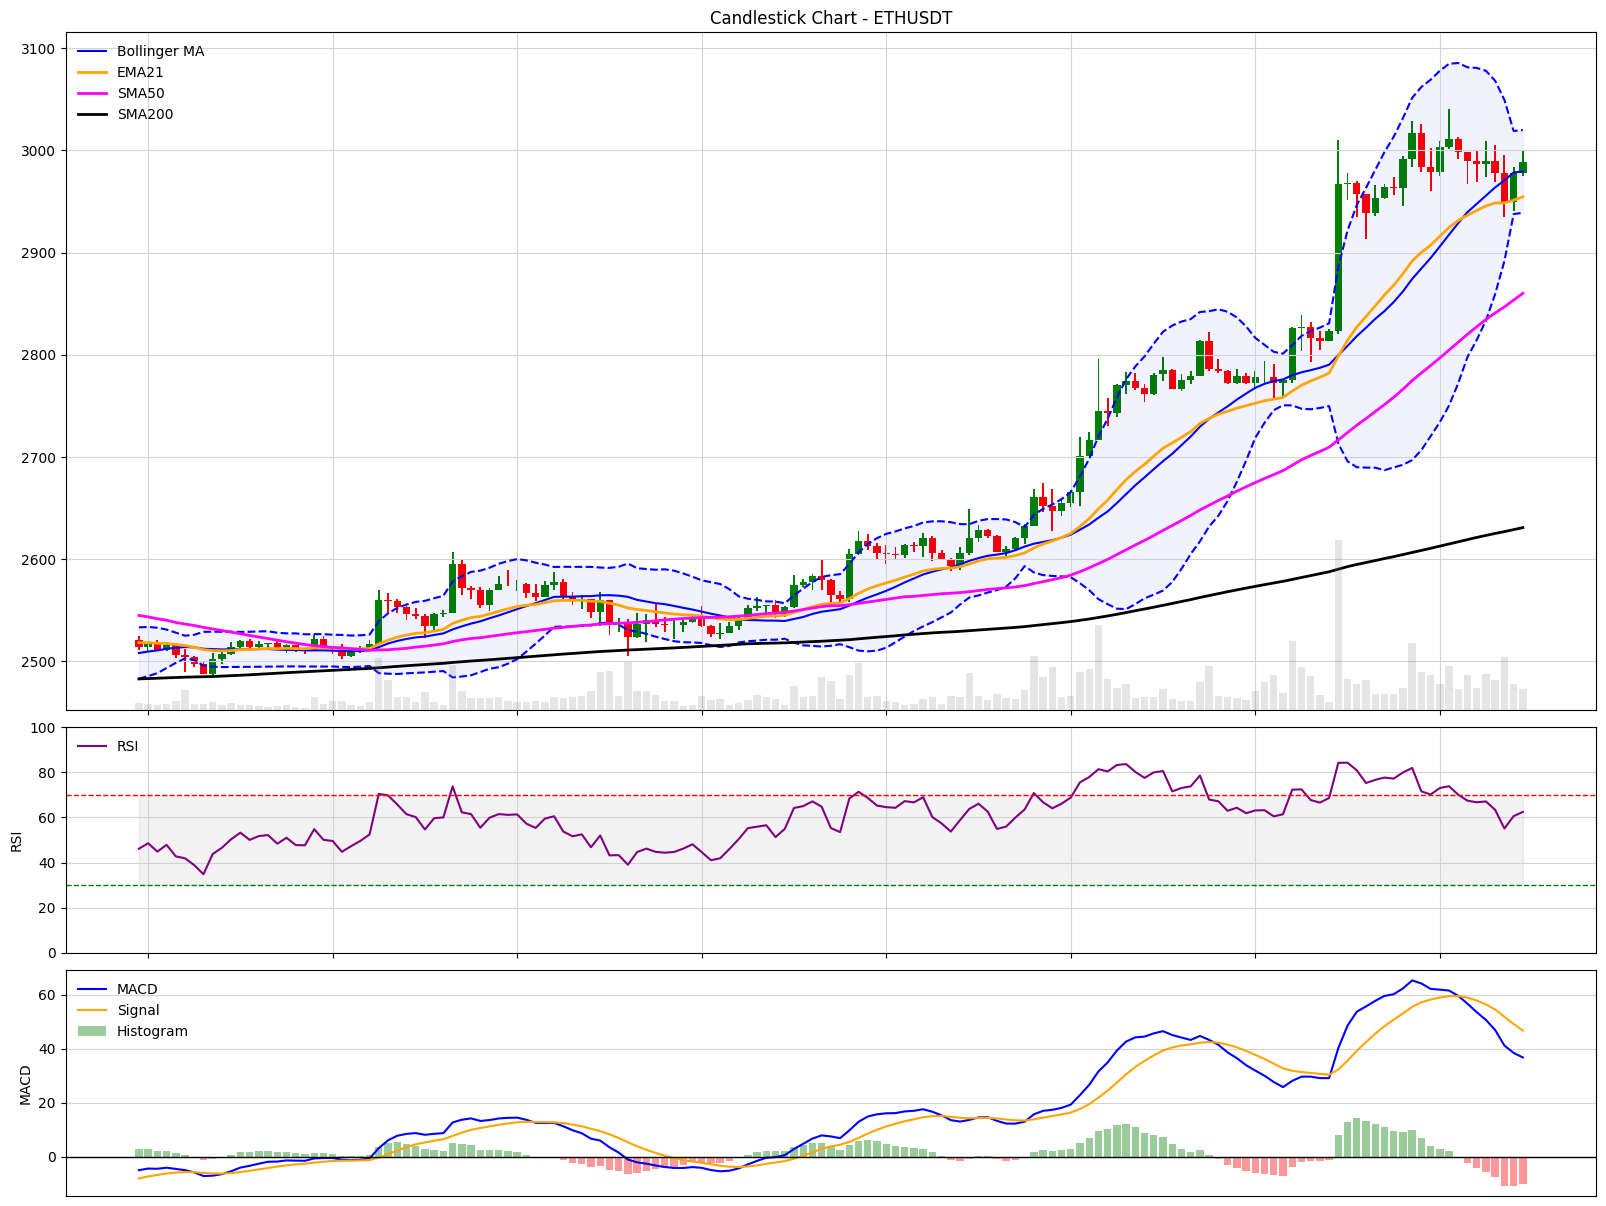 Candlestick Chart - ETHUSDT
Bollinger MA
EMA21
SMA50
SMA200
3100
3000
2900
2800
2700
2600
2500
RSI
100
80
60
40
20
0
RSI
MACD
Signal
Histogram
60
40
20
0
MACD